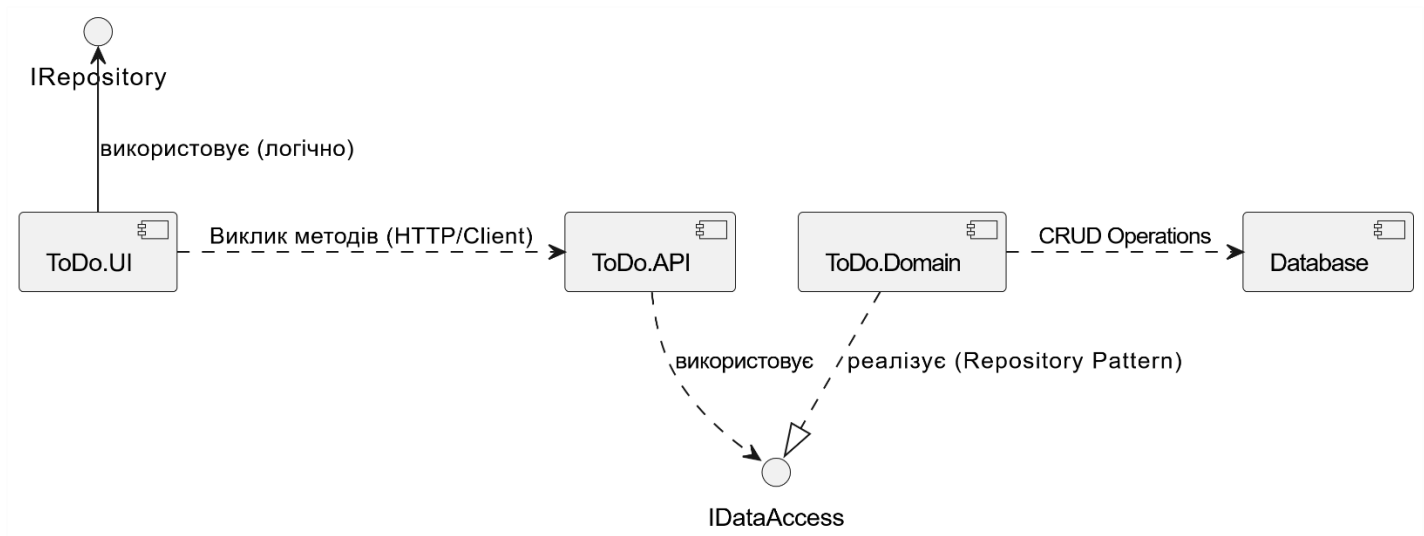 IRepository
використовує (логічно)
ToDo.UI
Виклик методів (HTTP/Client)
ToDo.API
ToDo.Domain
CRUD Operations
Database
використовує
реалізує (Repository Pattern)
IDataAccess